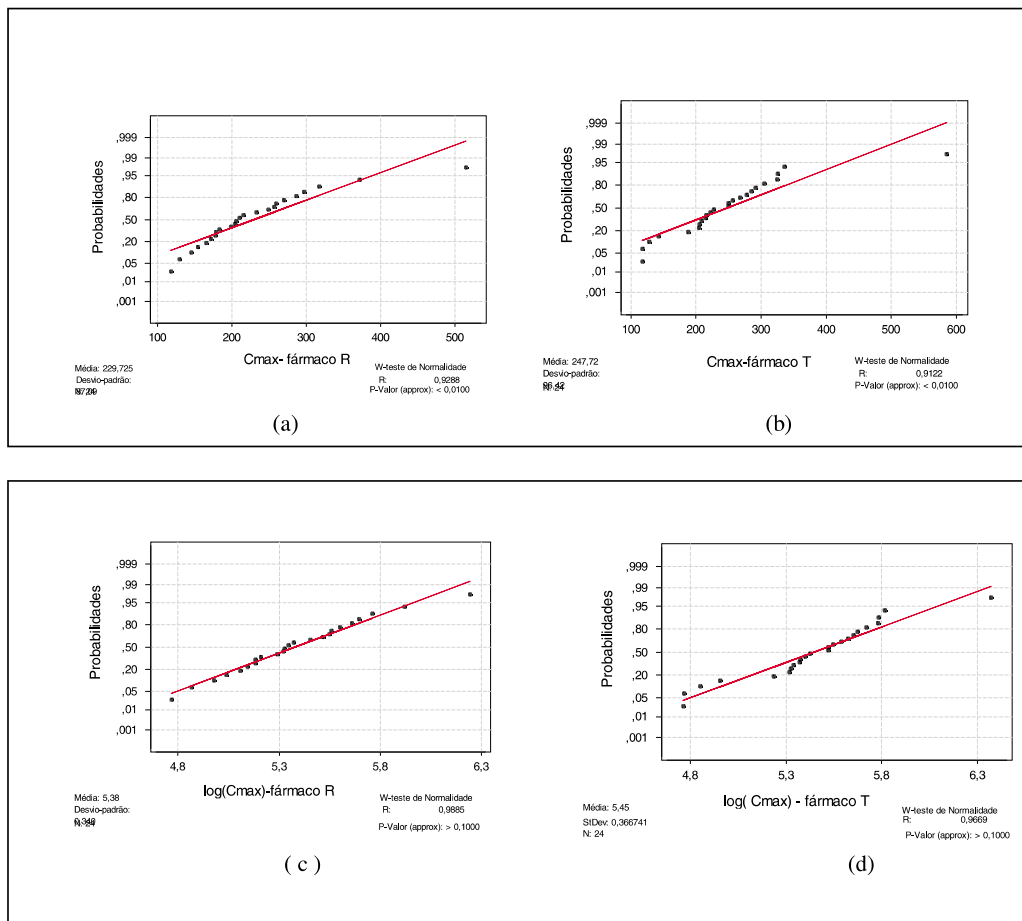 ,999
,99
,95
,80
,50
,20
,05
,01
,001
Probabilidades
100 200 300 400 500
Cmax- fármaco R
Média: 229,725
Desvio-padrão:
W-teste de Normalidade
R: 0,9288
P-Valor (approx): < 0,0100
(a)
,999
,99
,95
,80
,50
,20
,05
,01
,001
Probabilidades
100 200 300 400 500 600
Cmax-fármaco T
Média: 247,72
Desvio-padrão:
W-teste de Normalidade
R: 0,9122
P-Valor (approx): < 0,0100
(b)
,999
,99
,95
,80
,50
,20
,05
,01
,001
Probabilidades
4,8 5,3 5,8 6,3
log(Cmax)-fármaco R
Média: 5,38
Desvio-padrão:
W-teste de Normalidade
R: 0,9885
P-Valor (approx): > 0,1000
( c )
,999
,99
,95
,80
,50
,20
,05
,01
,001
Probabilidades
4,8 5,3 5,8 6,3
log( Cmax) - fármaco T
Média: 5,45
StDev: 0,366741
N: 24
W-teste de Normalidade
R: 0,9669
P-Valor (approx): > 0,1000
(d)